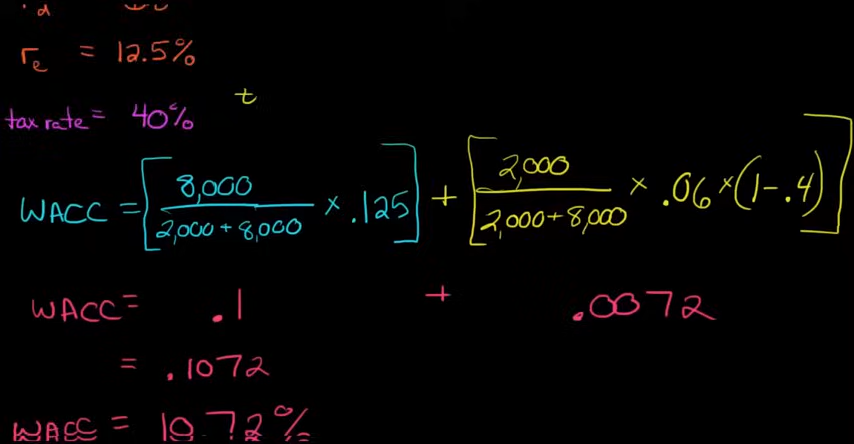 r_d
r_e = 12.5%
t
tax rate = 40%
WACC = [8,000 / (2,000 + 8,000) × .125] + [2,000 / (2,000 + 8,000) × .06 × (1 - .4)]
WACC = .1 + .0072
= .1072
WACC = 10.72%